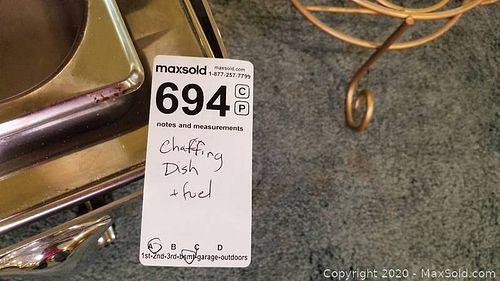 maxsold maxsold.com
1-877-257-7799
694 C
P
notes and measurements
Chaffing
Dish
+ fuel
A B C D
1st-2nd-3rd-bsmt-garage-outdoors
Copyright © 2020 - MaxSold.com